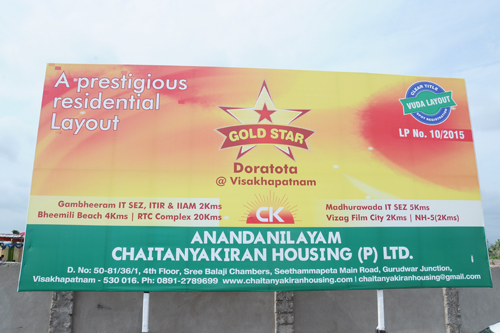 A prestigious
residential
Layout
CLEAR TITLE
VUDA LAYOUT
LP No. 10/2015
GOLD STAR
Doratota
@ Visakhapatnam
Gambheeram IT SEZ, ITIR & IIAM 2Kms
Bheemili Beach 4Kms | RTC Complex 20Kms
CK
Madhurawada IT SEZ 5Kms
Vizag Film City 2Kms | NH-5(2Kms)
ANANDANILAYAM
CHAITANYAKIRAN HOUSING (P) LTD.
D. No: 50-81/36/1, 4th Floor, Sree Balaji Chambers, Seethammapeta Main Road, Gurudwar Junction,
Visakhapatnam - 530 016. Ph: 0891-2789699 www.chaitanyakiranhousing.com | chaitanyakiranhousing@gmail.com